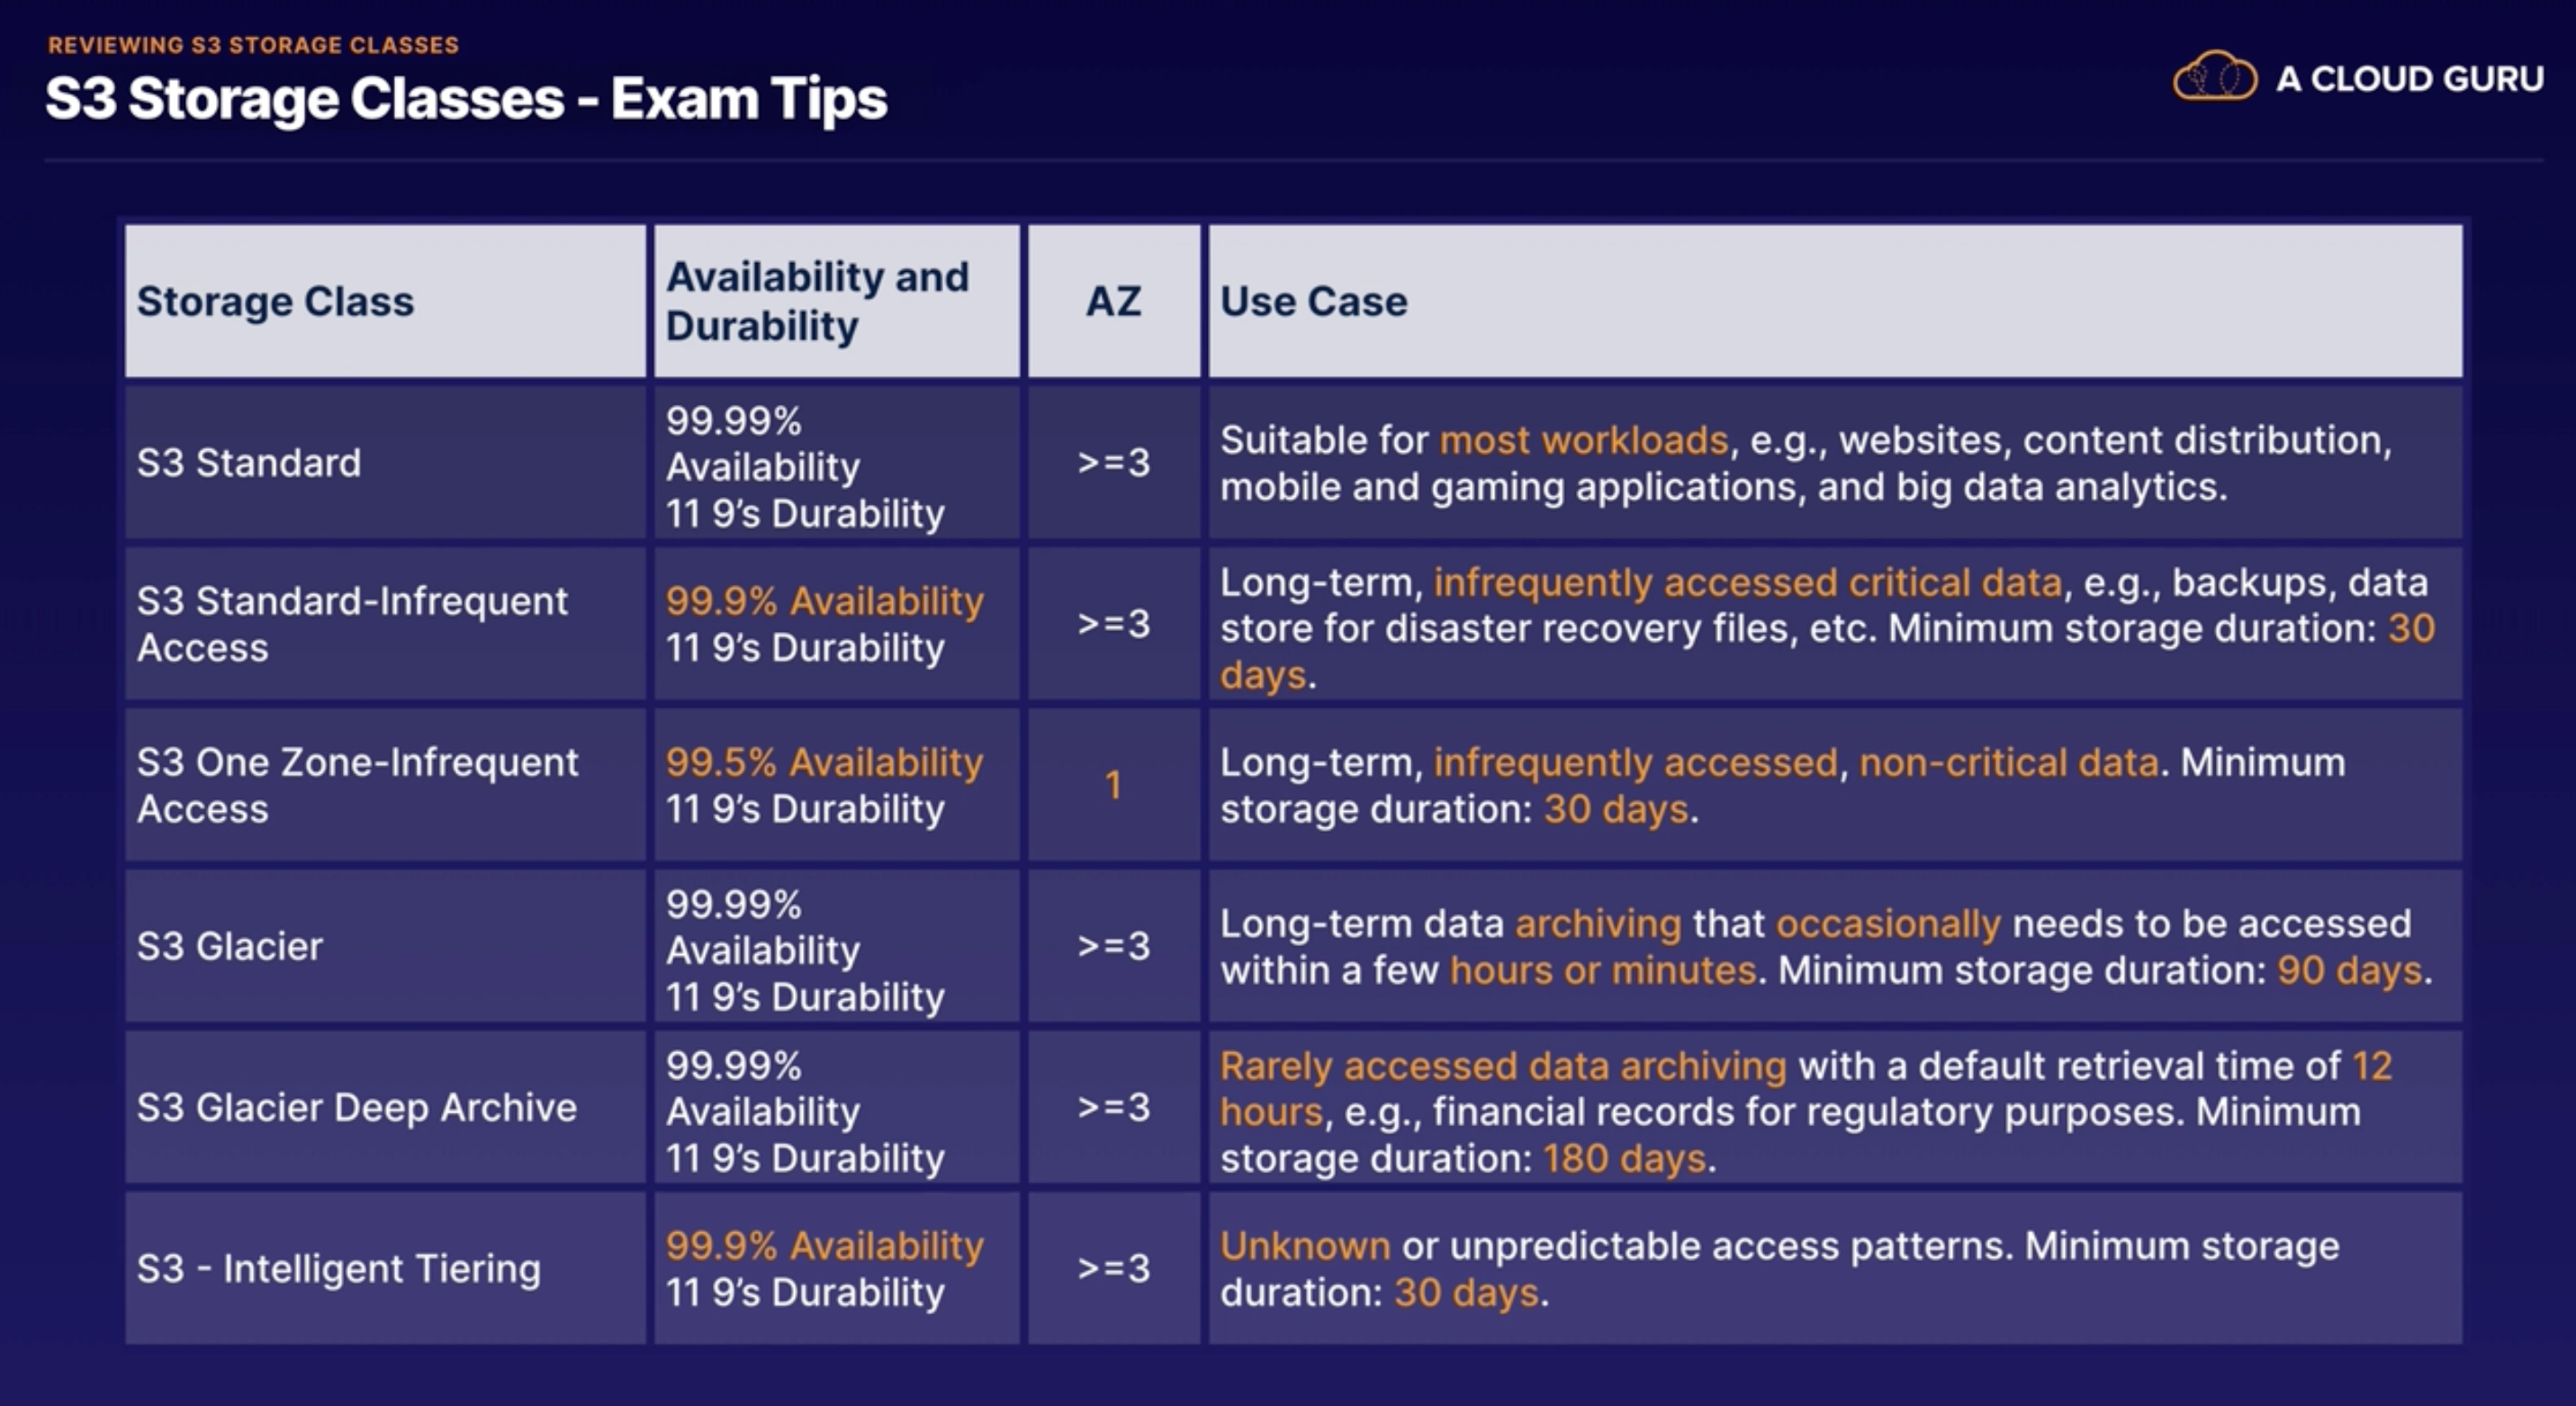 REVIEWING S3 STORAGE CLASSES
S3 Storage Classes - Exam Tips
A CLOUD GURU
Storage Class
Availability and
Durability
AZ
Use Case
S3 Standard
99.99%
Availability
11 9’s Durability
>=3
Suitable for most workloads, e.g., websites, content distribution,
mobile and gaming applications, and big data analytics.
S3 Standard-Infrequent
Access
99.9% Availability
11 9’s Durability
>=3
Long-term, infrequently accessed critical data, e.g., backups, data
store for disaster recovery files, etc. Minimum storage duration: 30
days.
S3 One Zone-Infrequent
Access
99.5% Availability
11 9’s Durability
1
Long-term, infrequently accessed, non-critical data. Minimum
storage duration: 30 days.
S3 Glacier
99.99%
Availability
11 9’s Durability
>=3
Long-term data archiving that occasionally needs to be accessed
within a few hours or minutes. Minimum storage duration: 90 days.
S3 Glacier Deep Archive
99.99%
Availability
11 9’s Durability
>=3
Rarely accessed data archiving with a default retrieval time of 12
hours, e.g., financial records for regulatory purposes. Minimum
storage duration: 180 days.
S3 - Intelligent Tiering
99.9% Availability
11 9’s Durability
>=3
Unknown or unpredictable access patterns. Minimum storage
duration: 30 days.